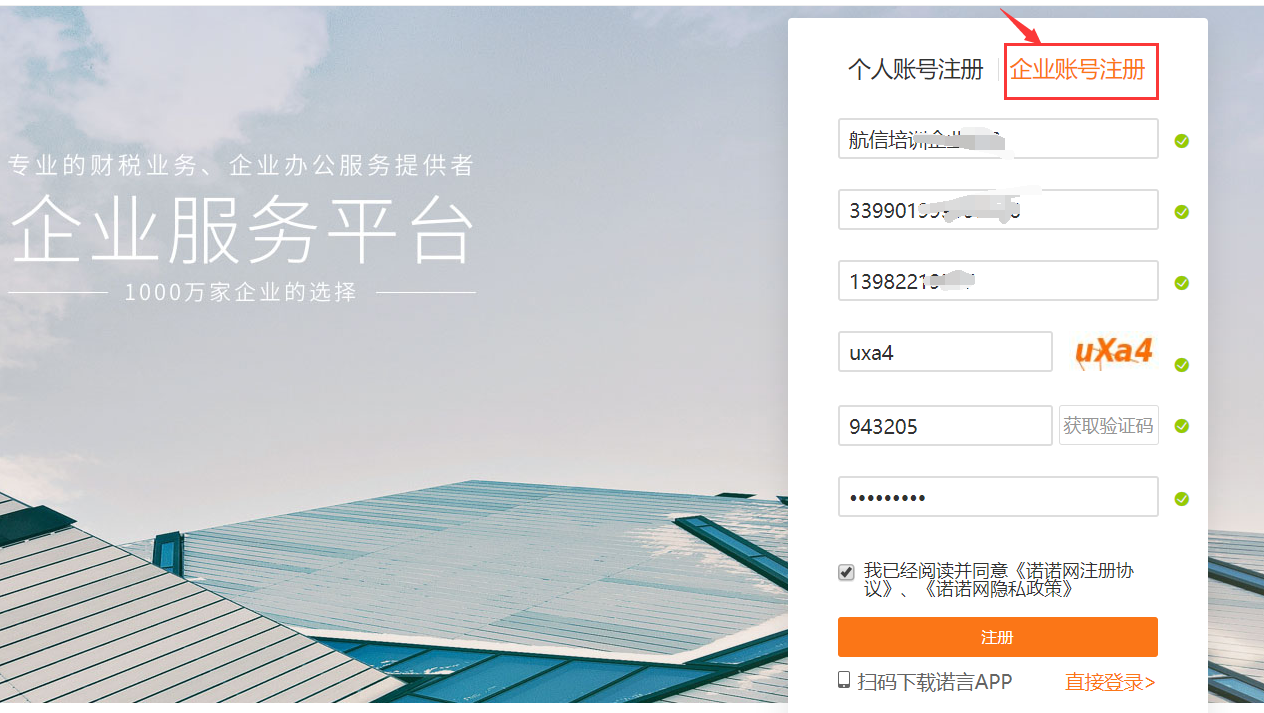 专业的财税业务、企业办公服务提供者
企业服务平台
1000万家企业的选择
个人账号注册
企业账号注册
航信培训企业
339901
1398221
uxa4
uXa4
943205
获取验证码
•••••••••
我已经阅读并同意《诺诺网注册协
议》、《诺诺网隐私政策》
注册
扫码下载诺言APP
直接登录>